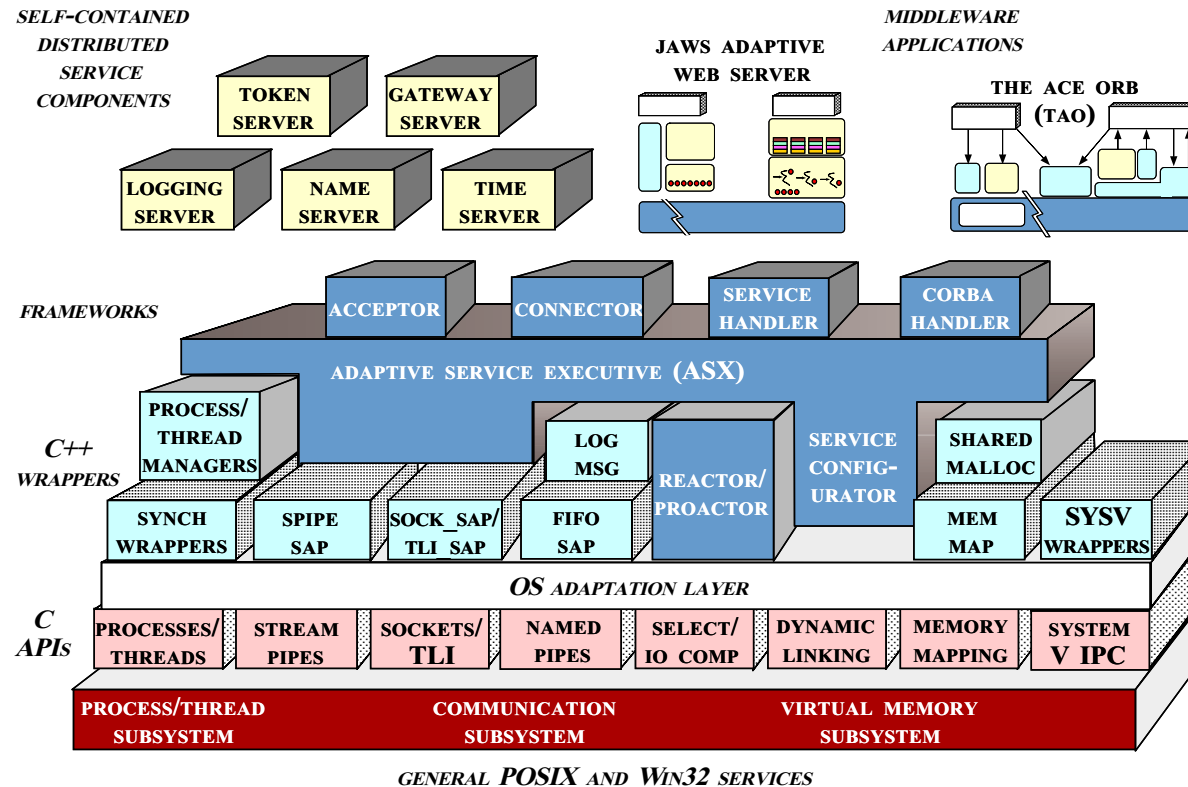 SELF-CONTAINED
DISTRIBUTED
SERVICE
COMPONENTS
TOKEN
SERVER
GATEWAY
SERVER
LOGGING
SERVER
NAME
SERVER
TIME
SERVER
JAWS ADAPTIVE
WEB SERVER
MIDDLEWARE
APPLICATIONS
THE ACE ORB
(TAO)
FRAMEWORKS
ACCEPTOR
CONNECTOR
SERVICE
HANDLER
CORBA
HANDLER
ADAPTIVE SERVICE EXECUTIVE (ASX)
C++
WRAPPERS
PROCESS/
THREAD
MANAGERS
LOG
MSG
REACTOR/
PROACTOR
SERVICE
CONFIG-
URATOR
SHARED
MALLOC
SYNCH
WRAPPERS
SPIPE
SAP
SOCK_SAP/
TLI_SAP
FIFO
SAP
MEM
MAP
SYSV
WRAPPERS
OS ADAPTATION LAYER
C
APIs
PROCESSES/
THREADS
STREAM
PIPES
SOCKETS/
TLI
NAMED
PIPES
SELECT/
IO COMP
DYNAMIC
LINKING
MEMORY
MAPPING
SYSTEM
V IPC
PROCESS/THREAD
SUBSYSTEM
COMMUNICATION
SUBSYSTEM
VIRTUAL MEMORY
SUBSYSTEM
GENERAL POSIX AND WIN32 SERVICES